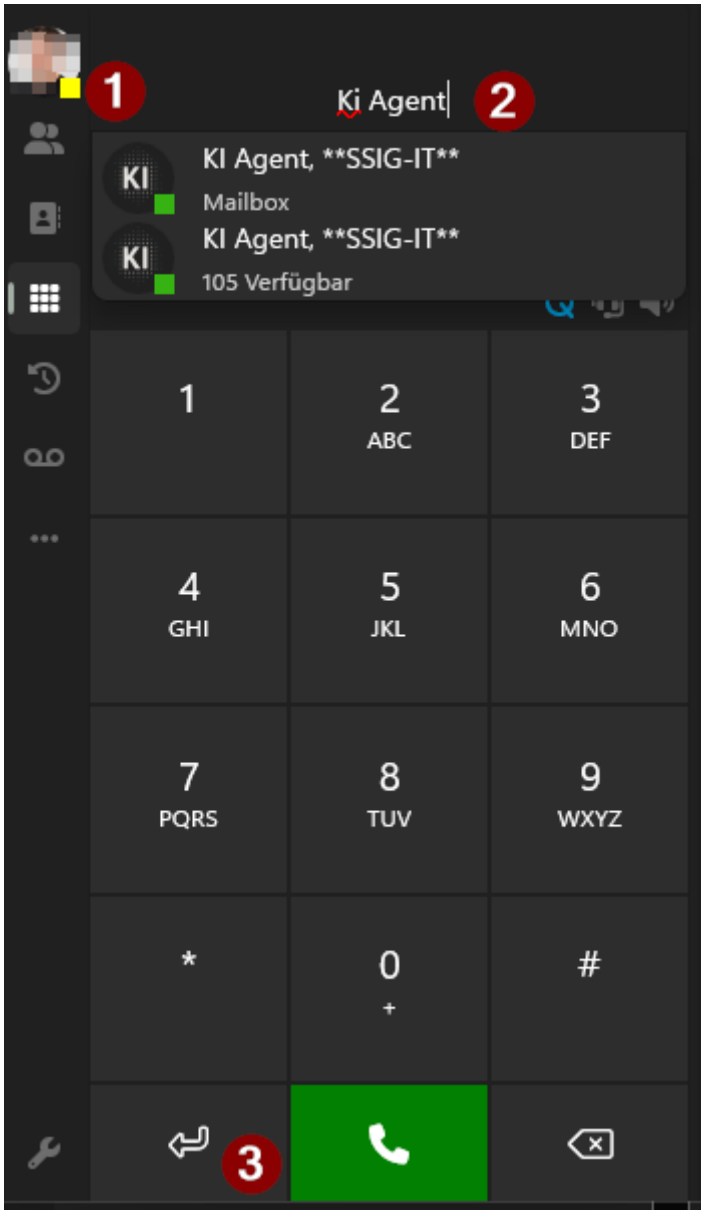 1
Ki Agent 2
KI
KI Agent, **SSIG-IT**
Mailbox
KI
KI Agent, **SSIG-IT**
105 Verfügbar
1
2
ABC
3
DEF
4
GHI
5
JKL
6
MNO
7
PQRS
8
TUV
9
WXYZ
*
0
+
#
3